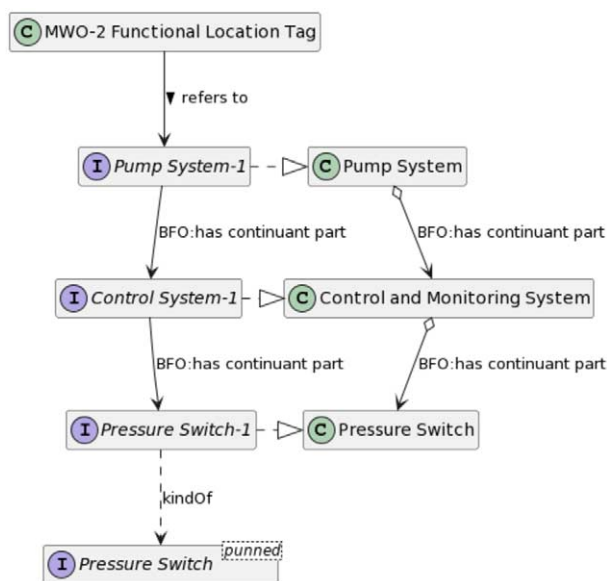 C MWO-2 Functional Location Tag
refers to
I Pump System-1
C Pump System
BFO:has continuant part
BFO:has continuant part
I Control System-1
C Control and Monitoring System
BFO:has continuant part
BFO:has continuant part
I Pressure Switch-1
C Pressure Switch
kindOf
punned
I Pressure Switch